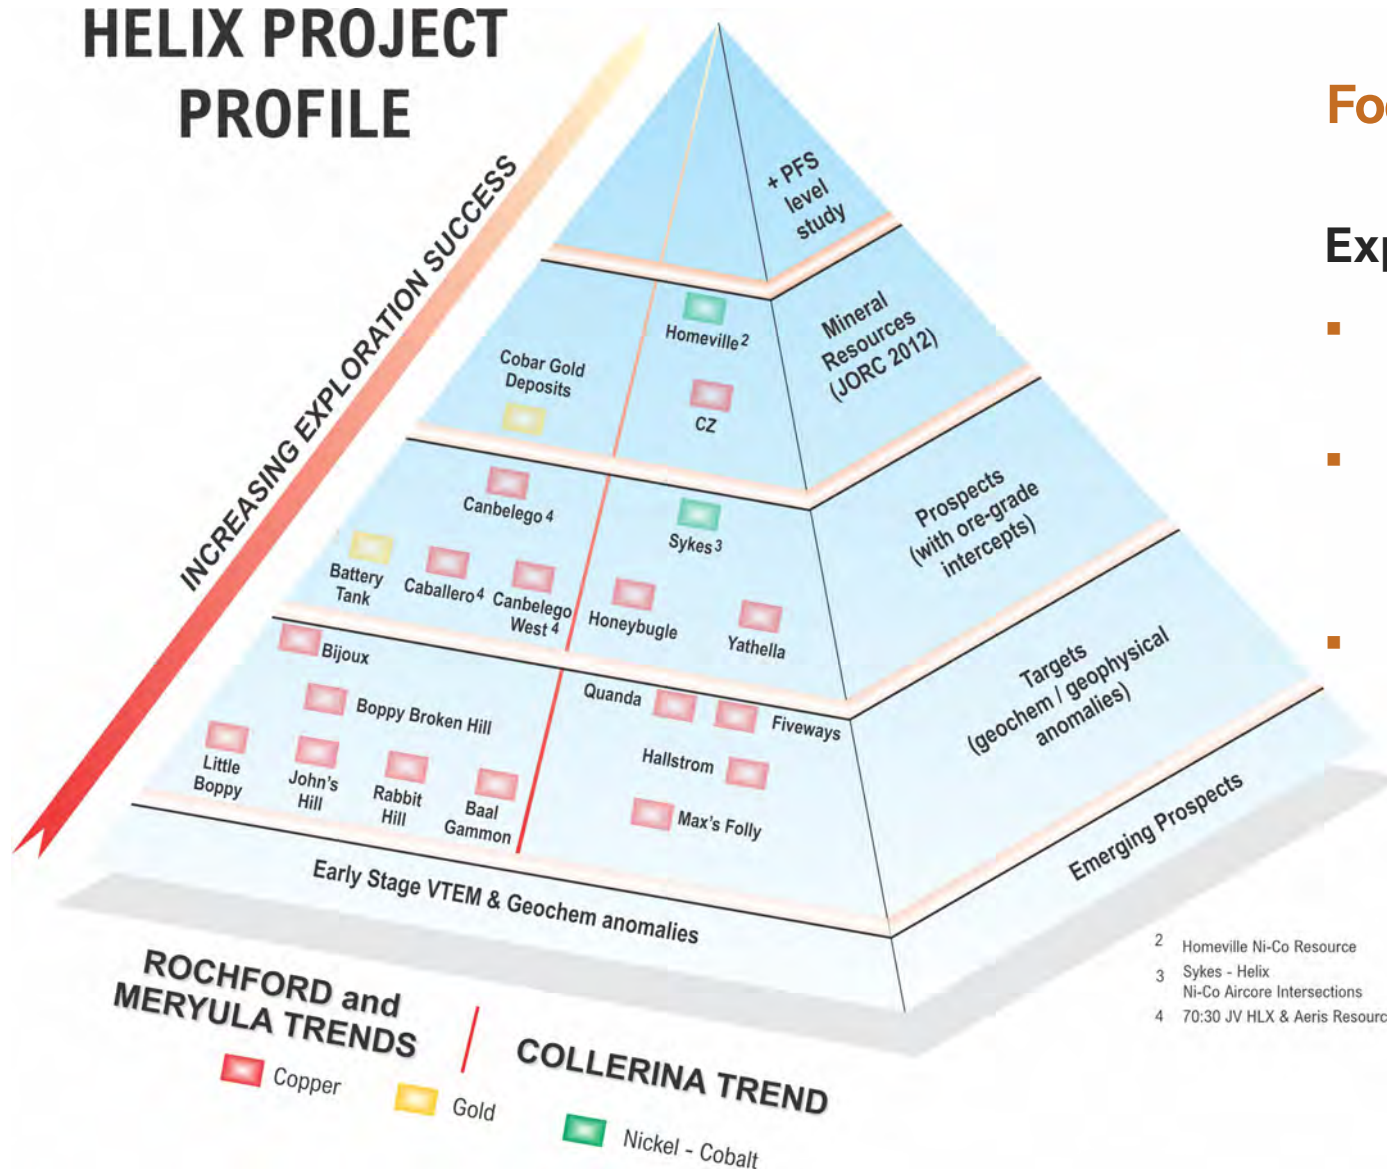 HELIX PROJECT
PROFILE
INCREASING EXPLORATION SUCCESS
+ PFS
level
study
Homeville 2
Cobar Gold
Deposits
CZ
Mineral
Resources
(JORC 2012)
Canbelego 4
Sykes 3
Battery
Tank
Caballero 4
Canbelego
West 4
Honeybugle
Yathella
Prospects
(with ore-grade
intercepts)
Bijoux
Boppy Broken Hill
Little
Boppy
John's
Hill
Rabbit
Hill
Baal
Gammon
Quanda
Fiveways
Hallstrom
Max's Folly
Targets
(geochem / geophysical
anomalies)
Early Stage VTEM & Geochem anomalies
Emerging Prospects
ROCHFORD and
MERYULA TRENDS
COLLERINA TREND
Copper
Gold
Nickel - Cobalt
2 Homeville Ni-Co Resource
3 Sykes - Helix
Ni-Co Aircore Intersections
4 70:30 JV HLX & Aeris Resourc
Exp